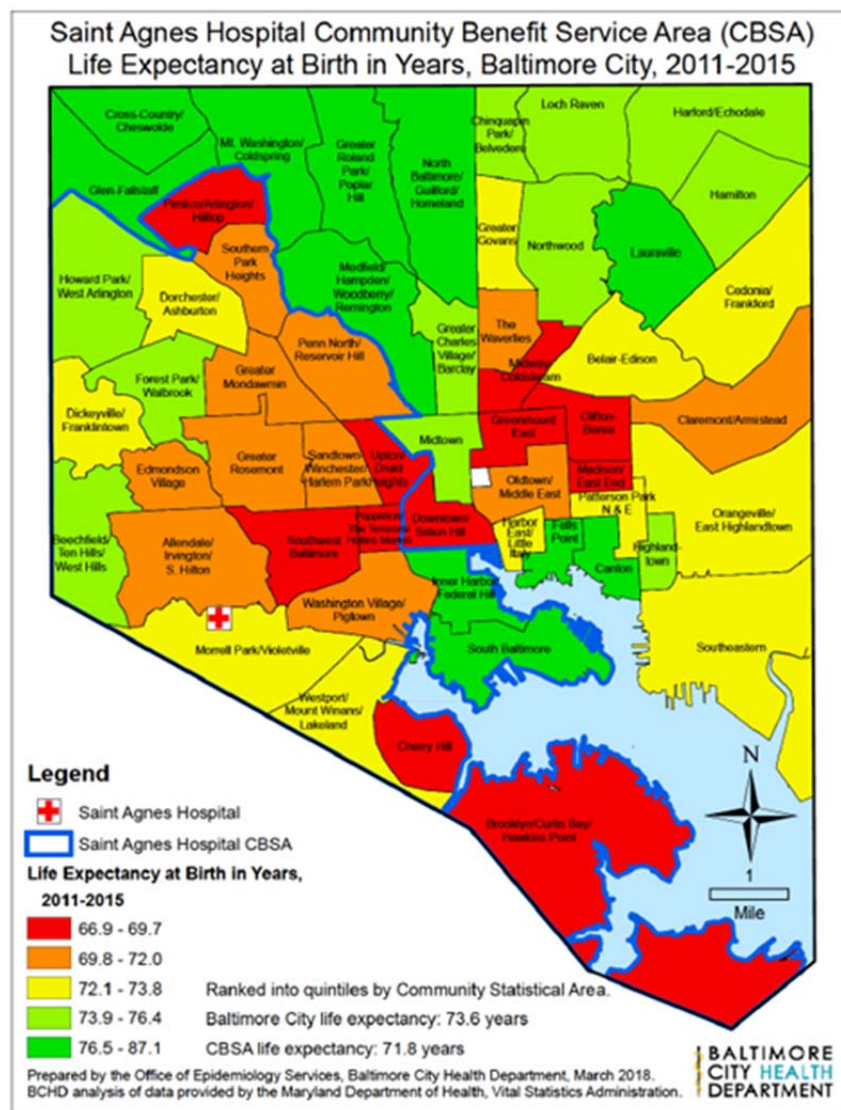 Saint Agnes Hospital Community Benefit Service Area (CBSA)
Life Expectancy at Birth in Years, Baltimore City, 2011-2015
Cross-Country/
Cheswolde
Mt. Washington/
Coldspring
Greater
Roland
Park/
Poplar
Hill
North
Baltimore/
Guilford/
Homeland
Chinquapin
Park/
Belvedere
Loch Raven
Harford/Echodale
Glen-Fallstaff
Pimlico/Arlington/
Hilltop
Hamilton
Greater
Govans
Northwood
Lauraville
Southern
Park
Heights
Howard Park/
West Arlington
Medfield/
Hampden/
Woodberry/
Remington
Cedonia/
Frankford
Dorchester/
Ashburton
Greater
Charles
Village/
Barclay
The
Waverlies
Penn North/
Reservoir Hill
Belair-Edison
Midway/
Coldstream
Forest Park/
Walbrook
Greater
Mondawmin
Dickeyville/
Franklintown
Claremont/Armistead
Greenmount
East
Clifton-
Berea
Midtown
Edmondson
Village
Greater
Rosemont
Sandtown-
Winchester/
Harlem Park
Upton/
Druid
Heights
Oldtown/
Middle East
Madison/
East End
Patterson Park
N & E
Orangeville/
East Highlandtown
Beechfield/
Ten Hills/
West Hills
Allendale/
Irvington/
S. Hilton
Southwest
Baltimore
Poppleton/
The Terraces/
Hollins Market
Downtown/
Seton Hill
Harbor
East/
Little
Italy
Fells
Point
Canton
Highland-
town
Inner Harbor/
Federal Hill
Washington Village/
Pigtown
Morrell Park/Violetville
South Baltimore
Southeastern
Westport/
Mount Winans/
Lakeland
Cherry Hill
Brooklyn/Curtis Bay/
Hawkins Point
N
1
Mile
Legend
Saint Agnes Hospital
Saint Agnes Hospital CBSA
Life Expectancy at Birth in Years,
2011-2015
66.9 - 69.7
69.8 - 72.0
72.1 - 73.8 Ranked into quintiles by Community Statistical Area.
73.9 - 76.4 Baltimore City life expectancy: 73.6 years
76.5 - 87.1 CBSA life expectancy: 71.8 years
Prepared by the Office of Epidemiology Services, Baltimore City Health Department, March 2018.
BCHD analysis of data provided by the Maryland Department of Health, Vital Statistics Administration.
BALTIMORE
CITY HEALTH
DEPARTMENT